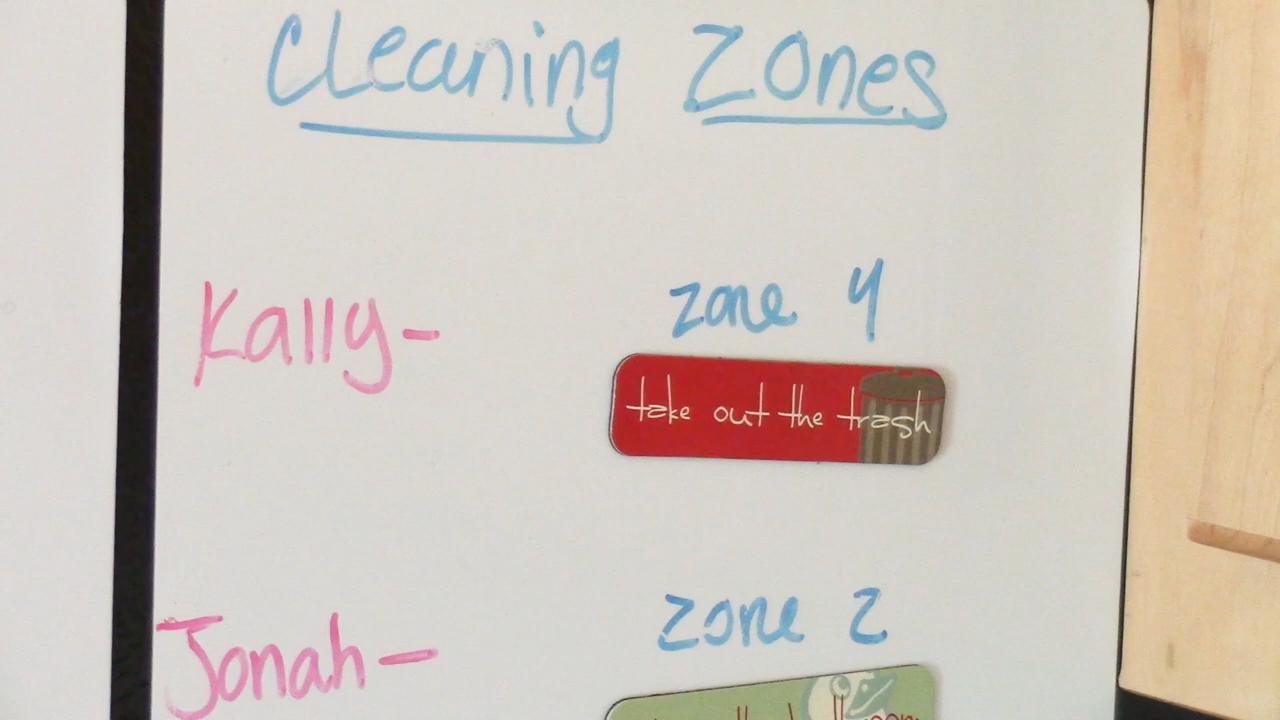 Cleaning Zones
Kally- zone 4
take out the trash
Jonah- zone 2